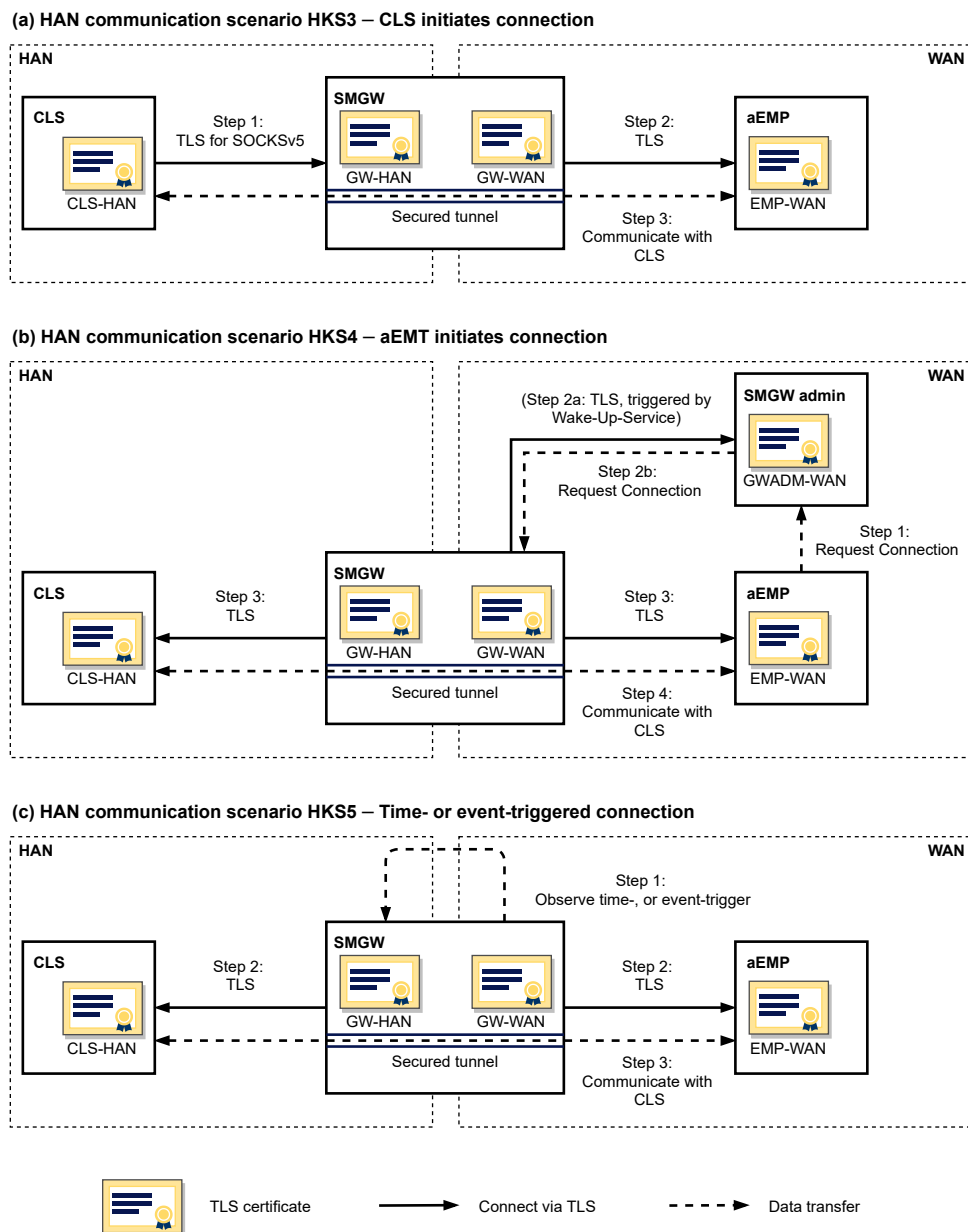 (a) HAN communication scenario HKS3 – CLS initiates connection
HAN
WAN
CLS
CLS-HAN
Step 1:
TLS for SOCKSv5
SMGW
GW-HAN
GW-WAN
Secured tunnel
Step 2:
TLS
Step 3:
Communicate with
CLS
aEMP
EMP-WAN
(b) HAN communication scenario HKS4 – aEMT initiates connection
HAN
WAN
(Step 2a: TLS, triggered by
Wake-Up-Service)
Step 2b:
Request Connection
SMGW admin
GWADM-WAN
Step 1:
Request Connection
CLS
CLS-HAN
Step 3:
TLS
SMGW
GW-HAN
GW-WAN
Secured tunnel
Step 3:
TLS
Step 4:
Communicate with
CLS
aEMP
EMP-WAN
(c) HAN communication scenario HKS5 – Time- or event-triggered connection
HAN
WAN
Step 1:
Observe time-, or event-trigger
CLS
CLS-HAN
Step 2:
TLS
SMGW
GW-HAN
GW-WAN
Secured tunnel
Step 2:
TLS
Step 3:
Communicate with
CLS
aEMP
EMP-WAN
TLS certificate
Connect via TLS
Data transfer